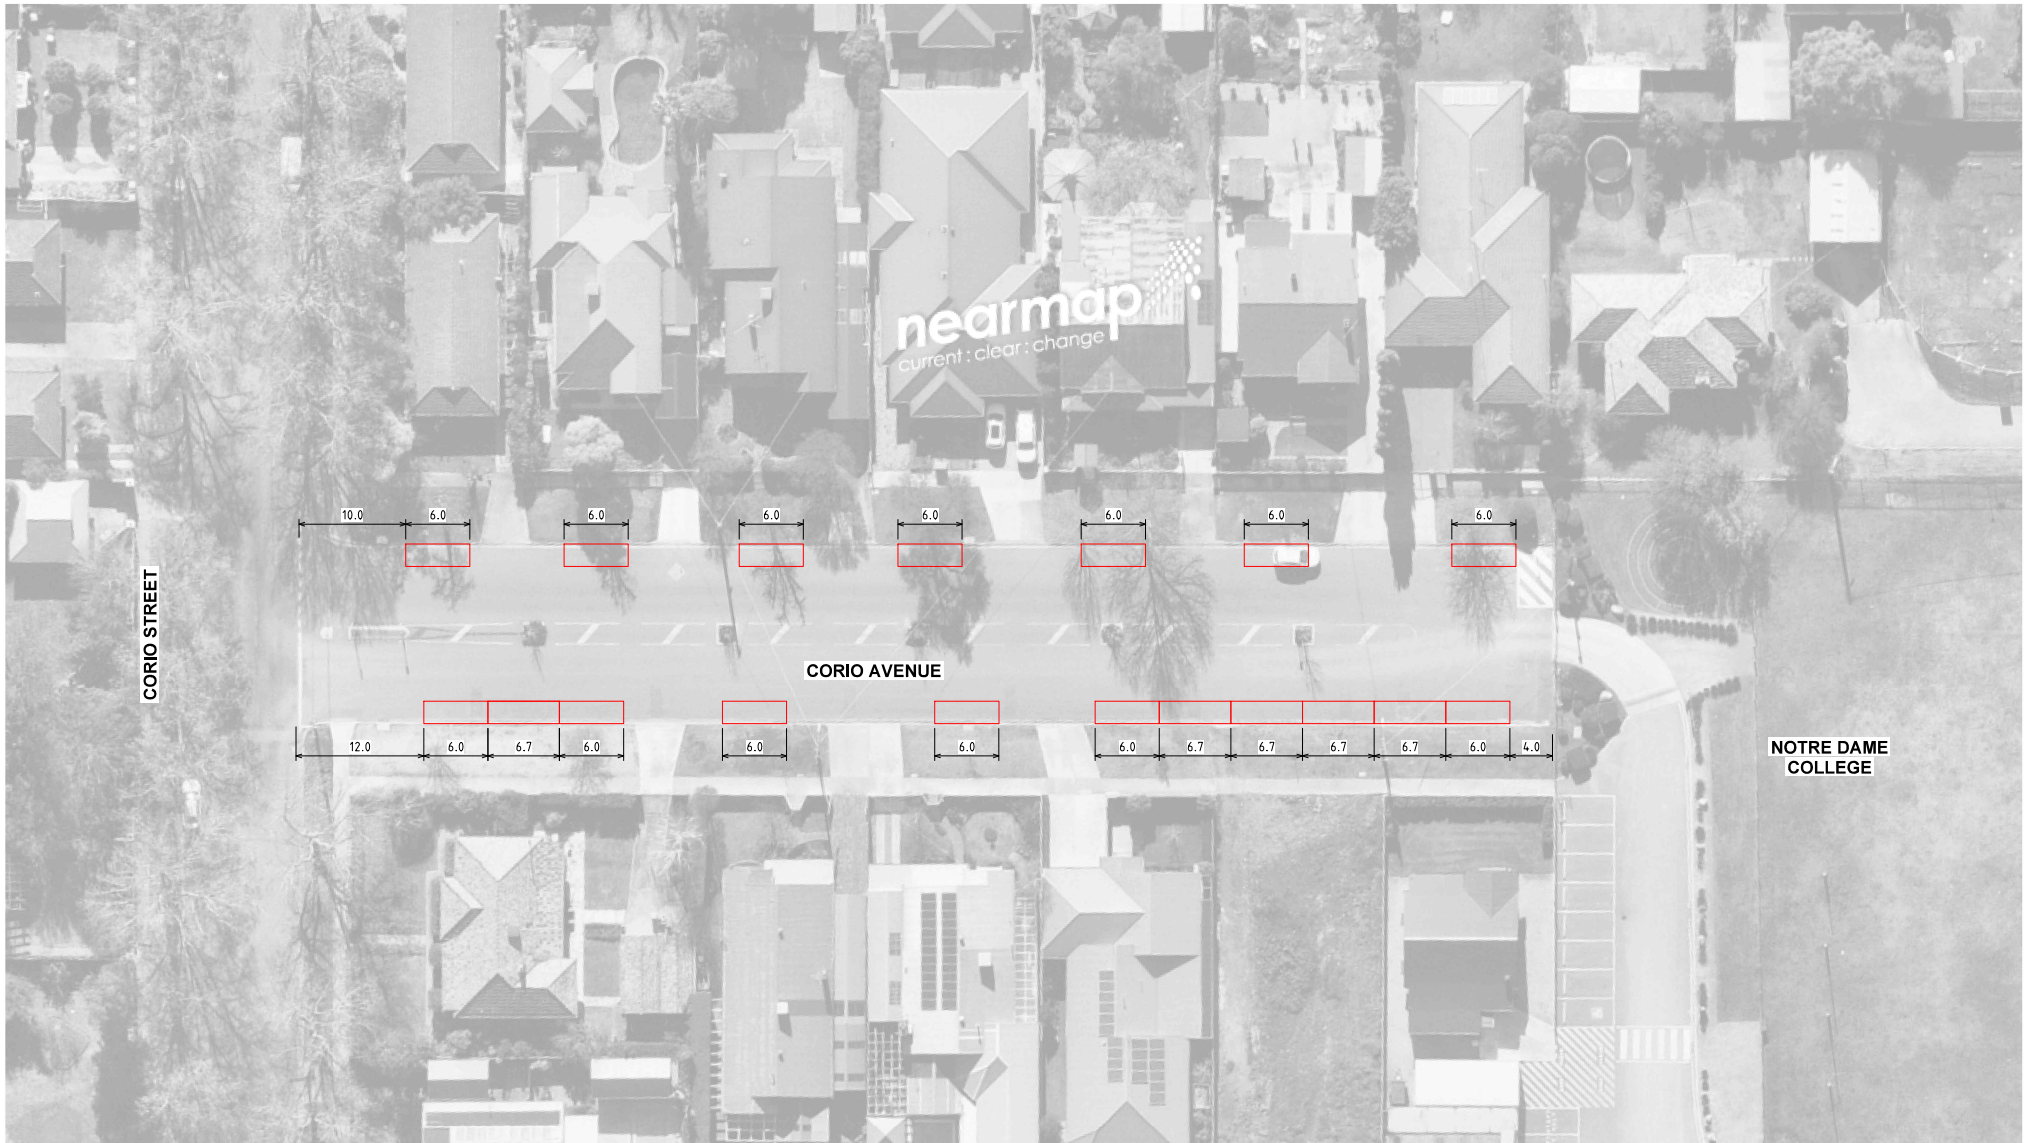 nearmap
current : clear : change
10.0 6.0 6.0 6.0 6.0 6.0 6.0 6.0
CORIO STREET
CORIO AVENUE
12.0 6.0 6.7 6.0 6.0 6.0 6.0 6.7 6.7 6.7 6.7 6.0 4.0
NOTRE DAME
COLLEGE